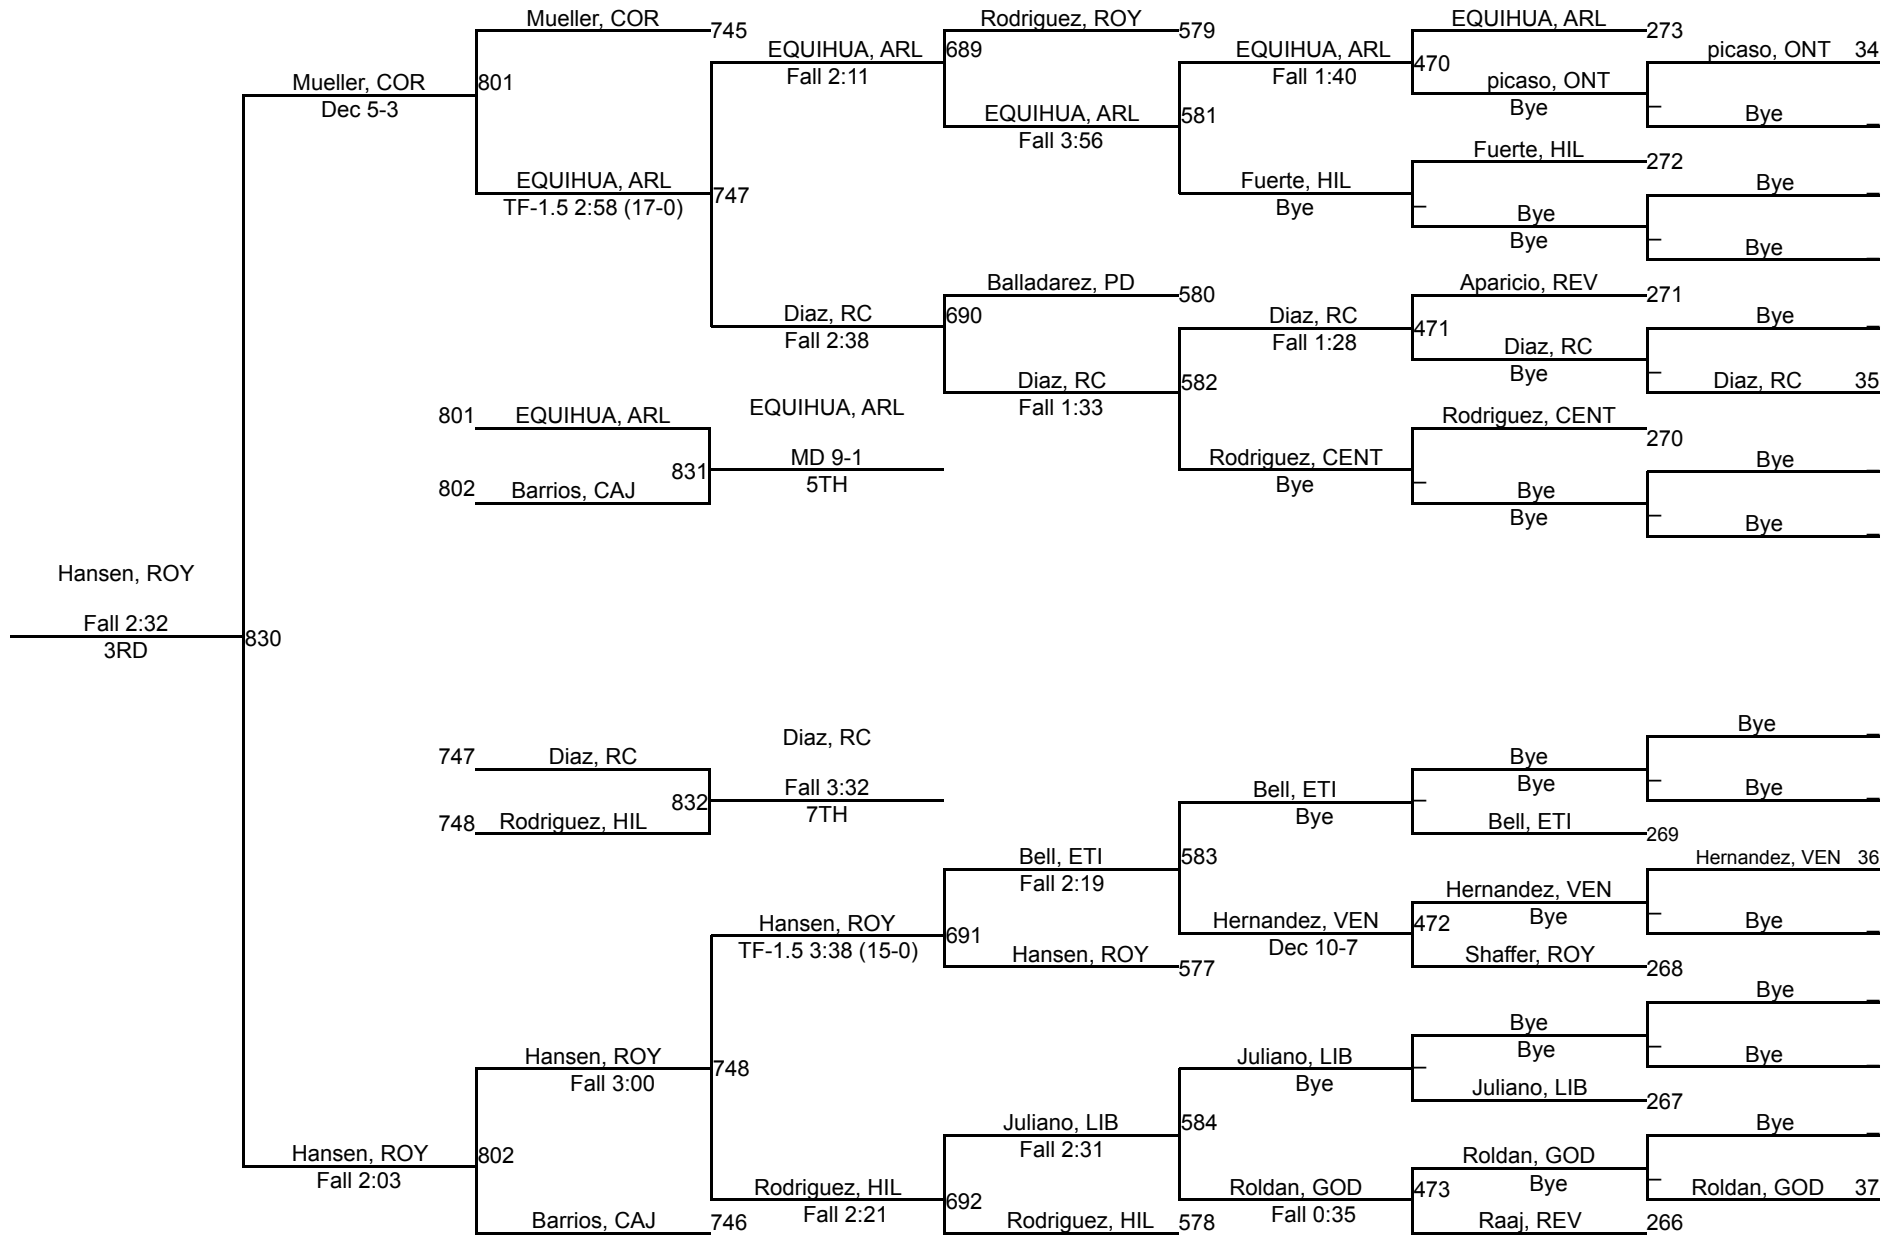 Mueller, COR 745
Rodriguez, ROY 579
EQUIHUA, ARL 273
EQUIHUA, ARL 689
EQUIHUA, ARL
picaso, ONT 34
Fall 2:11
Fall 1:40
470
Mueller, COR 801
picaso, ONT
Dec 5-3
Bye
Bye
EQUIHUA, ARL 581
Fall 3:56
Fuerte, HIL 272
EQUIHUA, ARL 747
Fuerte, HIL
Bye
TF-1.5 2:58 (17-0)
Bye
Bye
Bye
Bye
Balladarez, PD 580
Aparicio, REV 271
Diaz, RC 690
Diaz, RC 471
Bye
Fall 2:38
Fall 1:28
Diaz, RC
Bye
Diaz, RC 582
Diaz, RC 35
Fall 1:33
801 EQUIHUA, ARL
EQUIHUA, ARL
Rodriguez, CENT 270
831
MD 9-1
Rodriguez, CENT
Bye
5TH
Bye
802 Barrios, CAJ
Bye
Bye
Bye
Hansen, ROY
Fall 2:32
830
3RD
Bye
747 Diaz, RC
Diaz, RC
Bye
Bye
832
Fall 3:32
Bell, ETI
Bye
7TH
Bye
748 Rodriguez, HIL
Bell, ETI 269
Bell, ETI 583
Hernandez, VEN 36
Fall 2:19
Hernandez, VEN
Bye
Hansen, ROY 691
Hernandez, VEN 472
Bye
TF-1.5 3:38 (15-0)
Dec 10-7
Hansen, ROY 577
Shaffer, ROY 268
Bye
Bye
Bye
Hansen, ROY 748
Juliano, LIB
Bye
Fall 3:00
Bye
Juliano, LIB 267
Juliano, LIB 584
Bye
Fall 2:31
Hansen, ROY 802
Roldan, GOD
Bye
Fall 2:03
Rodriguez, HIL 692
Roldan, GOD 473
Roldan, GOD 37
Fall 2:21
Fall 0:35
Barrios, CAJ 746
Rodriguez, HIL 578
Raaj, REV 266